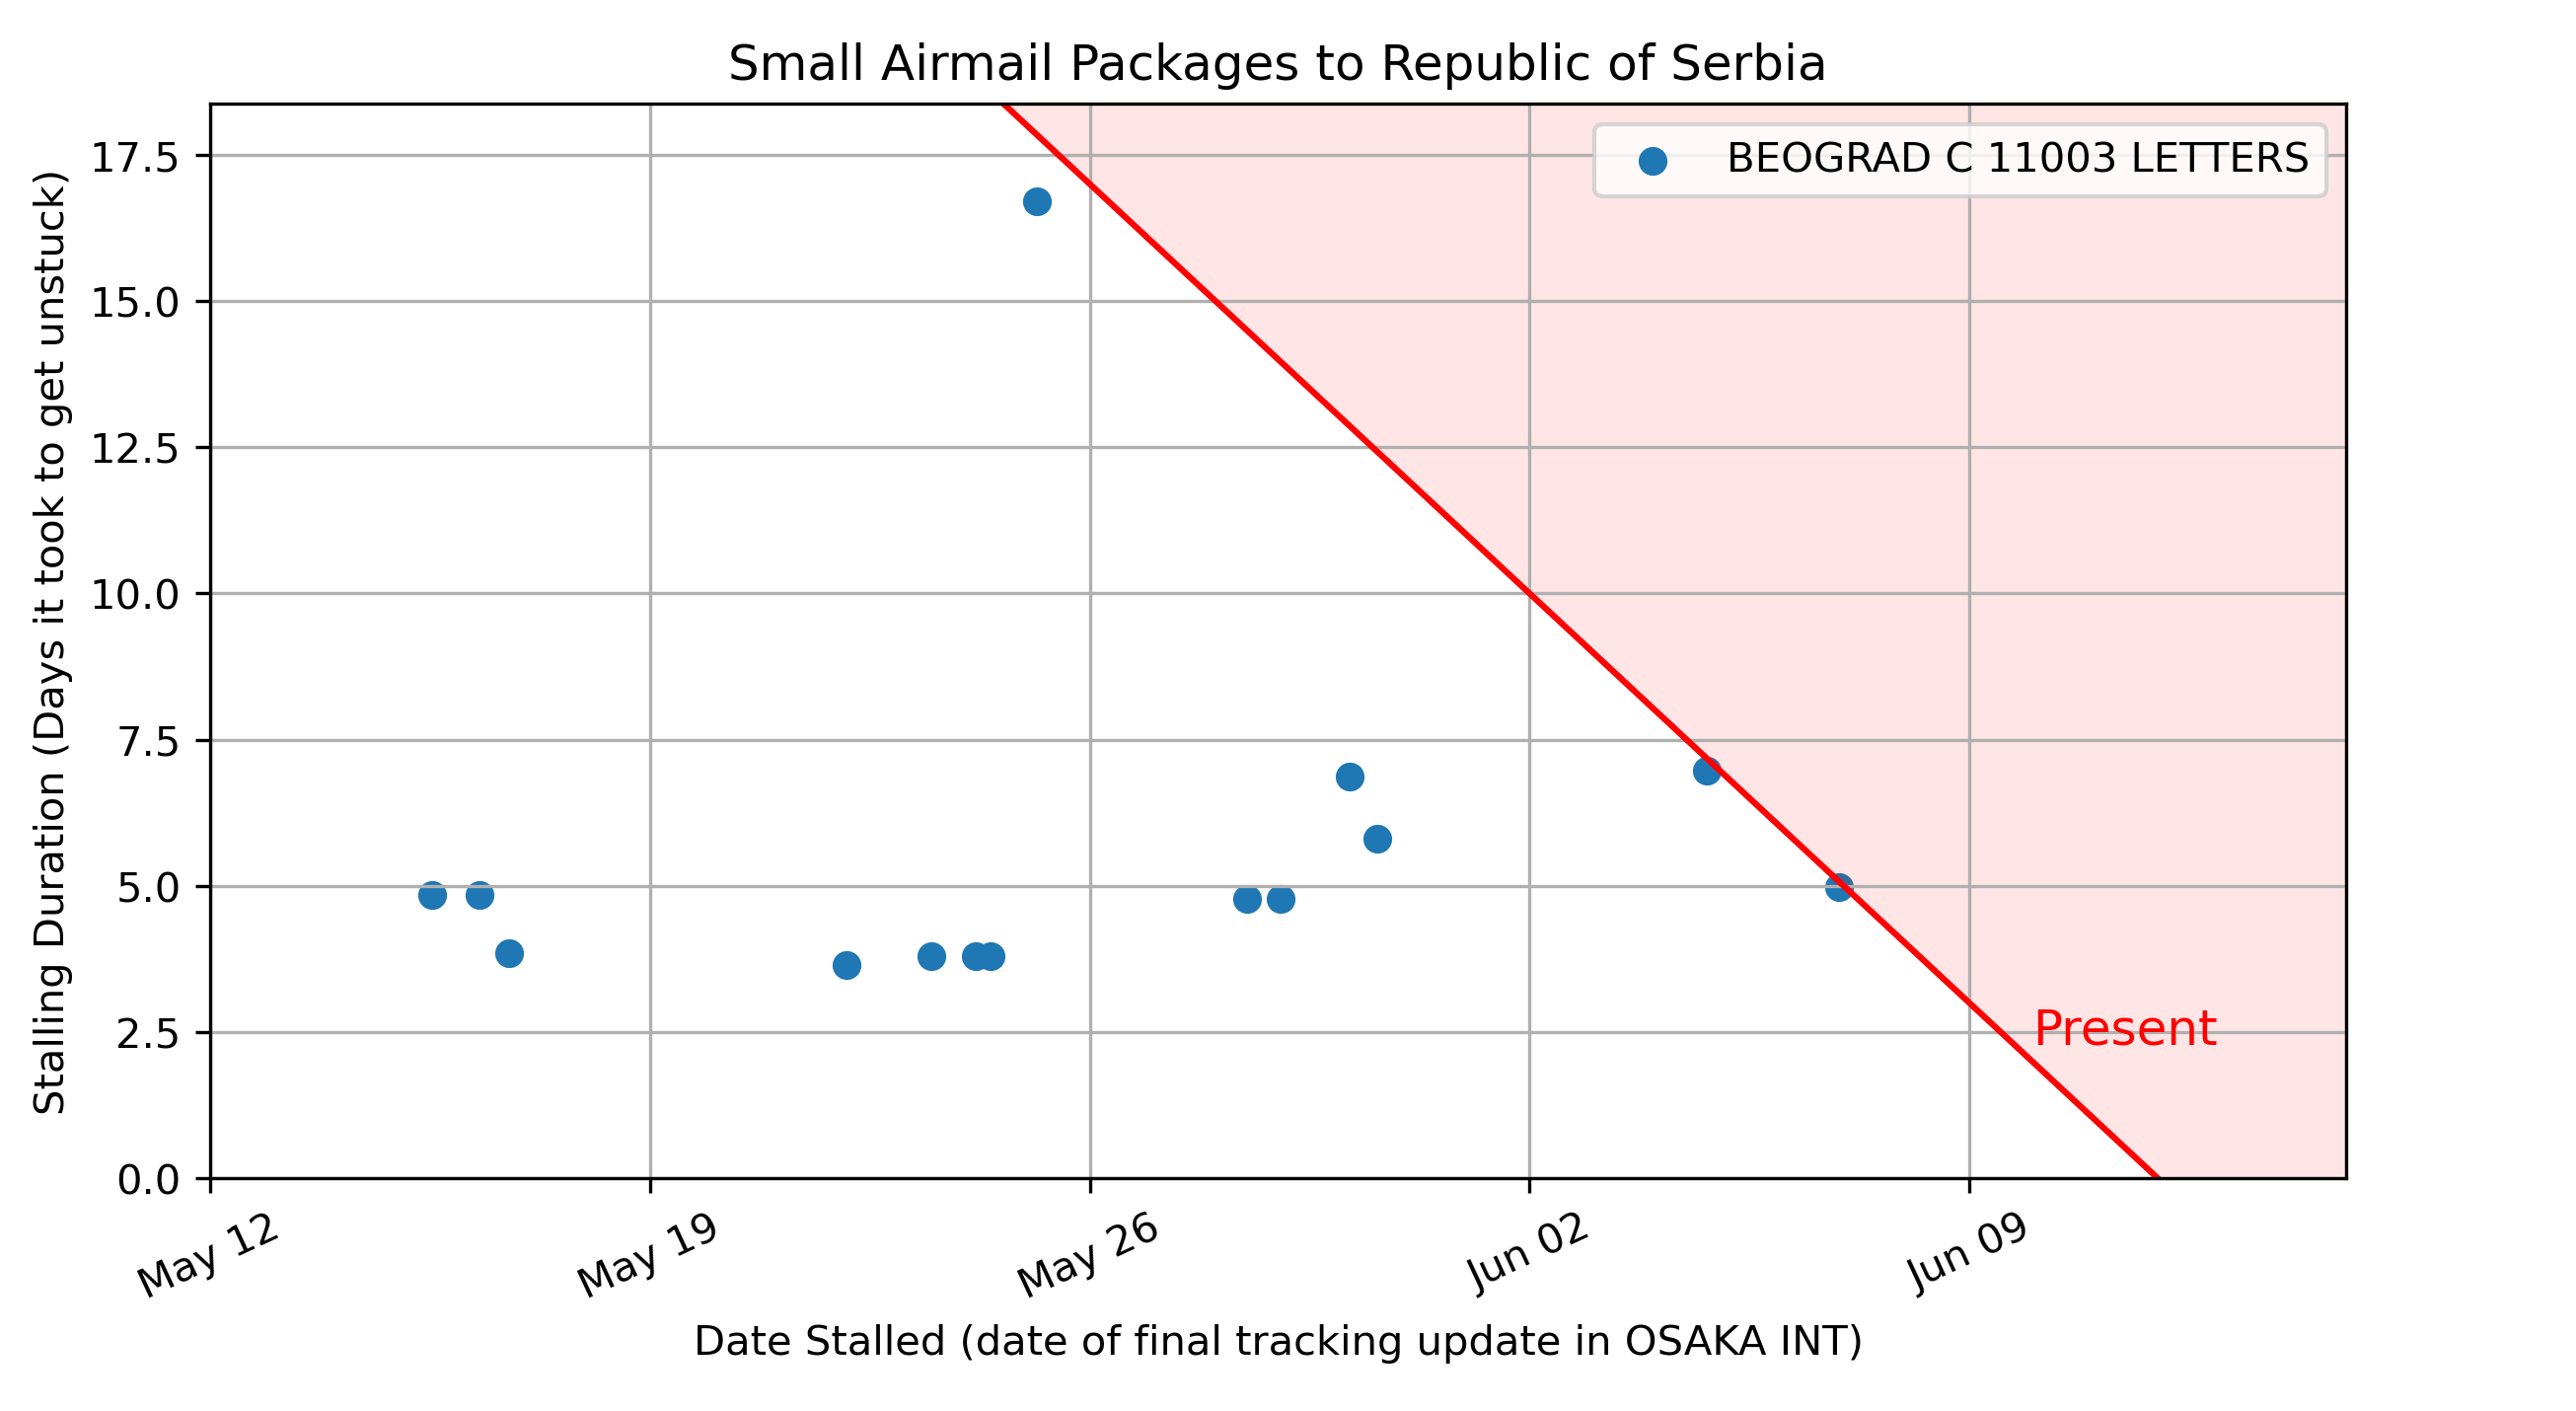 Small Airmail Packages to Republic of Serbia
BEOGRAD C 11003 LETTERS
Stalling Duration (Days it took to get unstuck)
17.5
15.0
12.5
10.0
7.5
5.0
2.5
0.0
Present
May 12
May 19
May 26
Jun 02
Jun 09
Date Stalled (date of final tracking update in OSAKA INT)